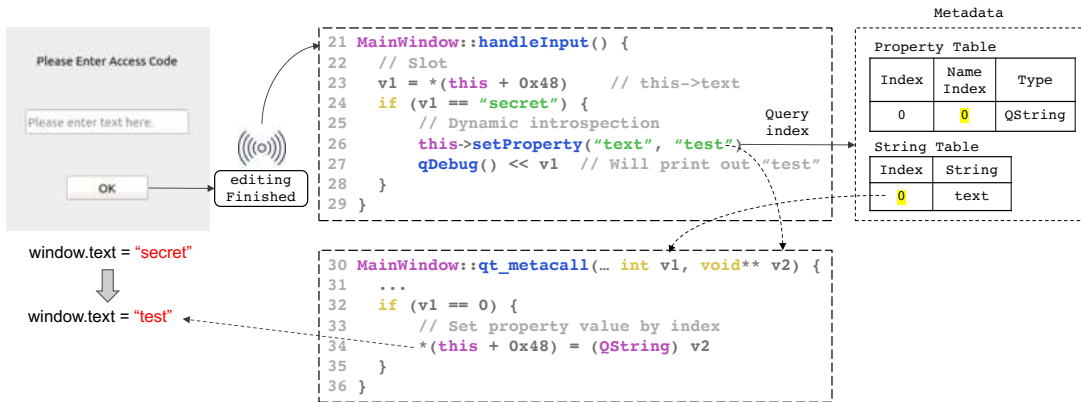 Please Enter Access Code
Please enter text here.
OK
editing
Finished
window.text = “secret”
window.text = “test”
21 MainWindow::handleInput() {
22   // Slot
23   v1 = *(this + 0x48)     // this->text
24   if (v1 == “secret”) {
25       // Dynamic introspection
26       this->setProperty(“text”, “test”)
27       qDebug() << v1  // Will print out “test”
28   }
29 }
Query
index
30 MainWindow::qt_metacall(… int v1, void** v2) {
31   ...
32   if (v1 == 0) {
33       // Set property value by index
34       *(this + 0x48) = (QString) v2
35   }
36 }
Metadata
Property Table
Index Name Index Type
0 0 QString
String Table
Index String
0 text